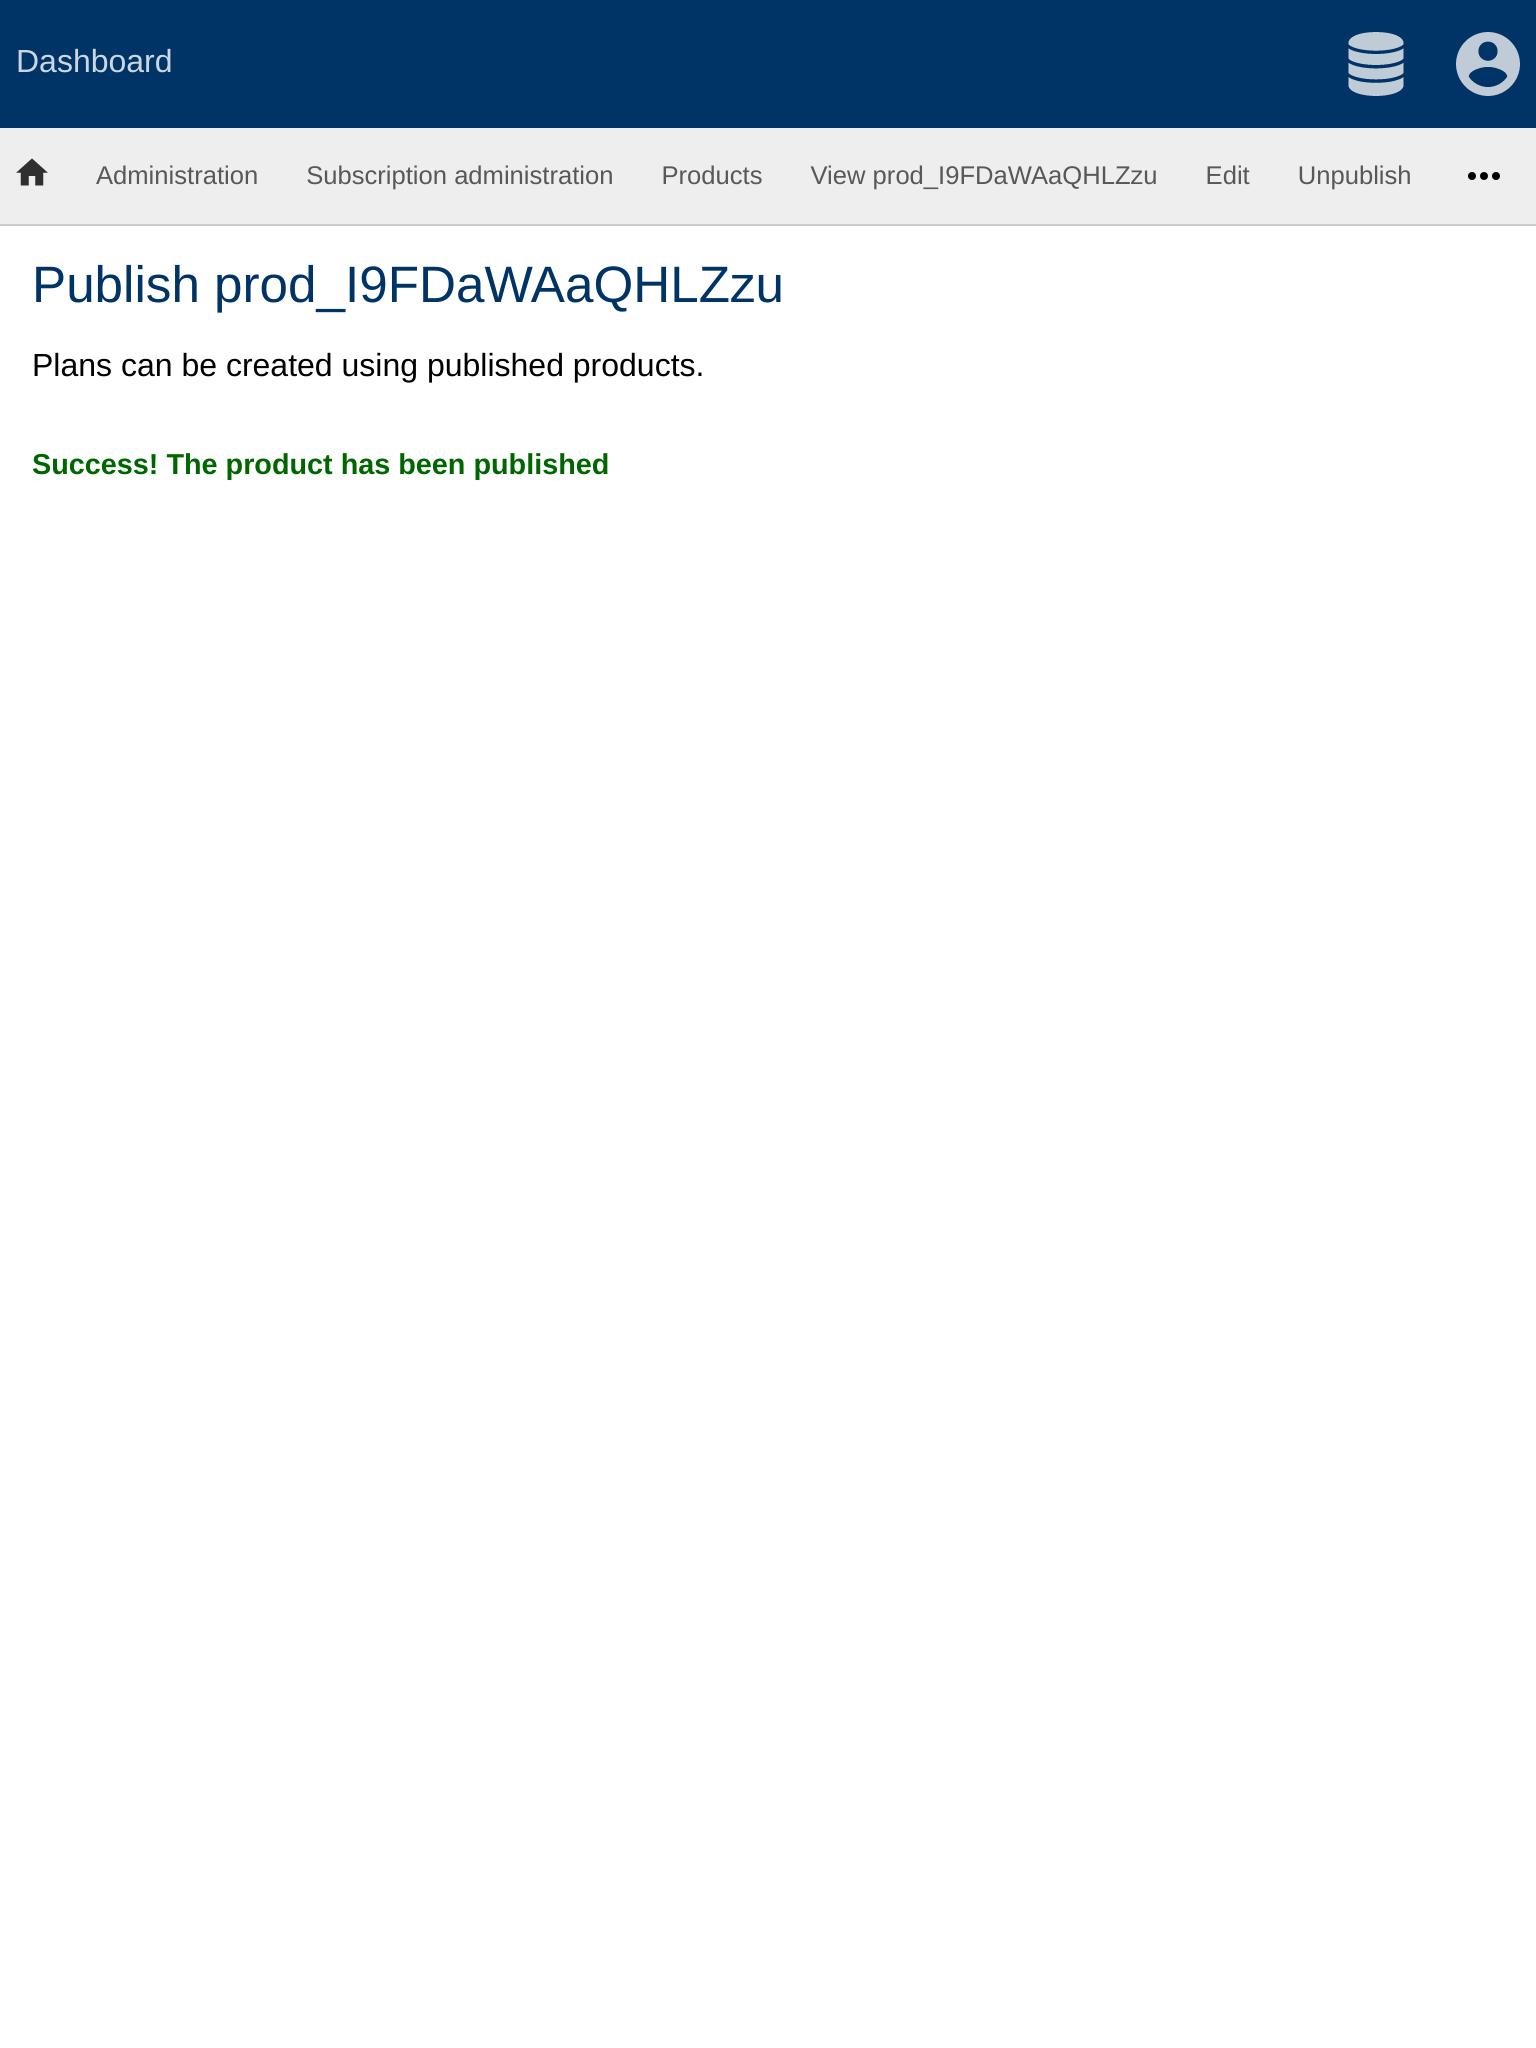 Dashboard
Administration Subscription administration Products View prod_I9FDaWAaQHLZzu Edit Unpublish
Publish prod_I9FDaWAaQHLZzu
Plans can be created using published products.
Success! The product has been published